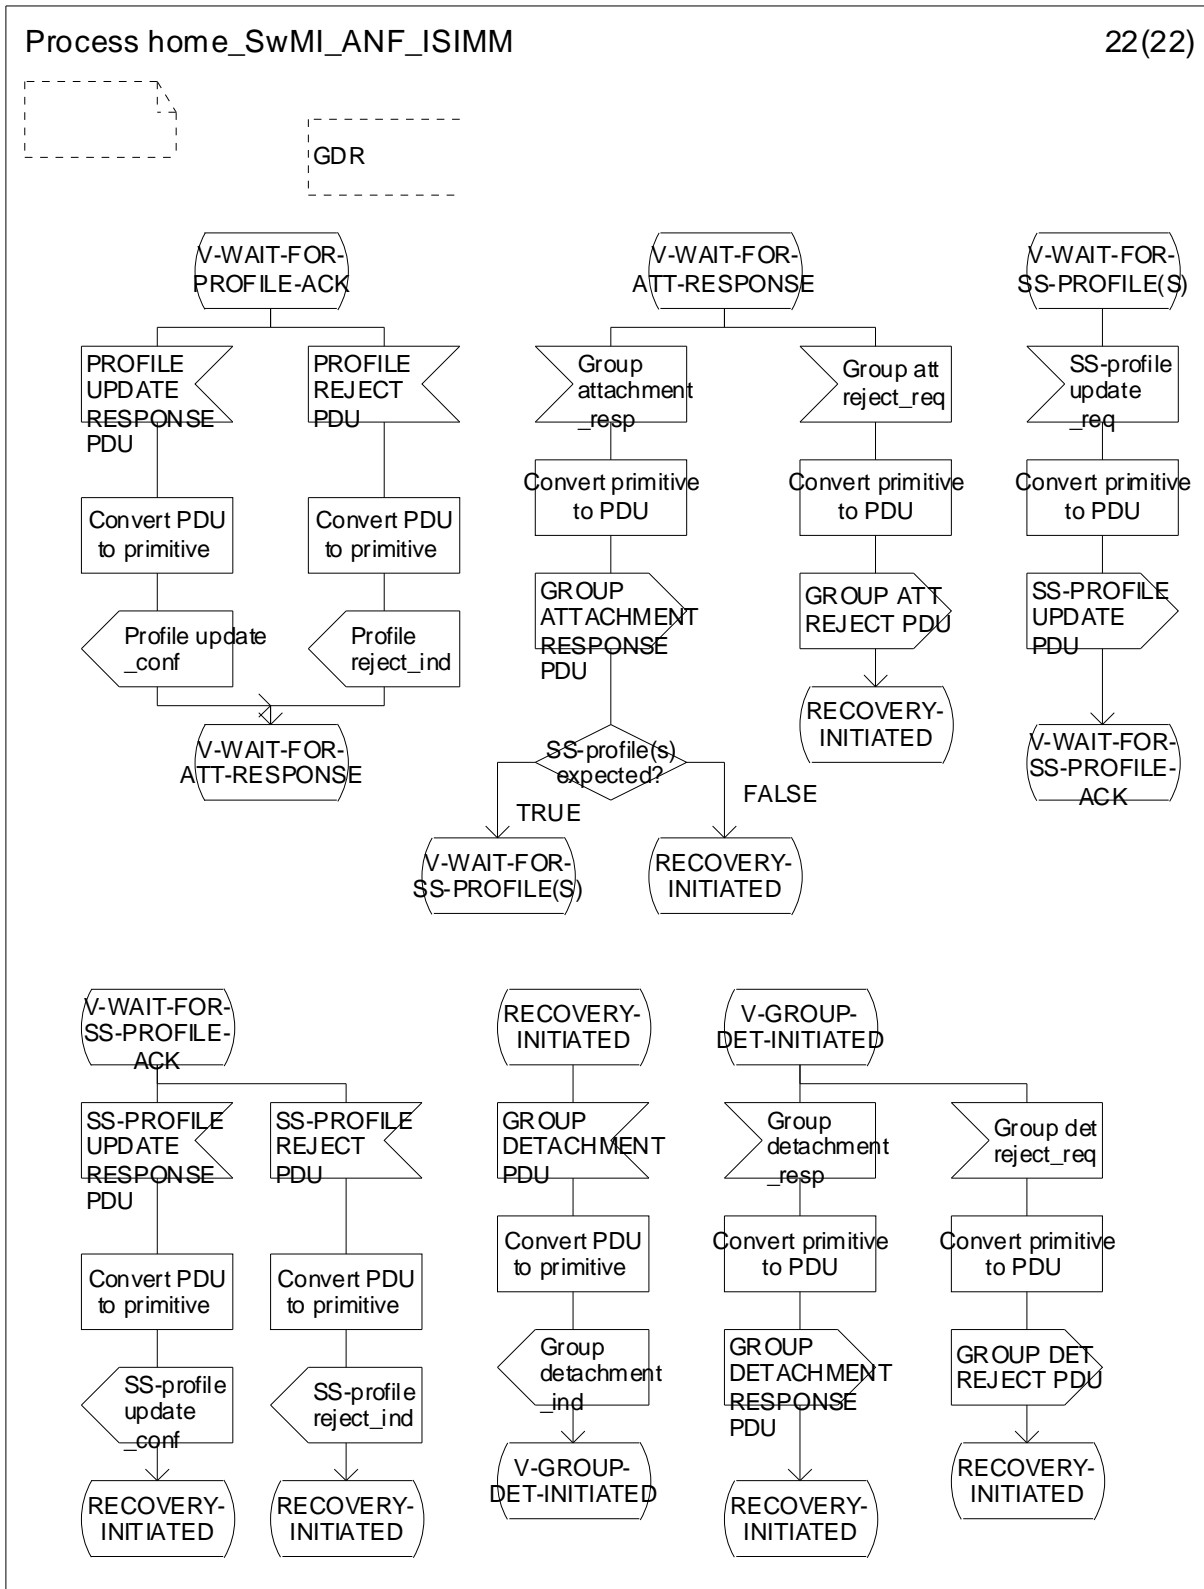 Process home_SwMI_ANF_ISIMM
22(22)
GDR
V-WAIT-FOR-
PROFILE-ACK
PROFILE
UPDATE
RESPONSE
PDU
PROFILE
REJECT
PDU
Convert PDU
to primitive
Convert PDU
to primitive
Profile update
_conf
Profile
reject_ind
V-WAIT-FOR-
ATT-RESPONSE
V-WAIT-FOR-
ATT-RESPONSE
Group
attachment
_resp
Group att
reject_req
Convert primitive
to PDU
Convert primitive
to PDU
GROUP
ATTACHMENT
RESPONSE
PDU
GROUP ATT
REJECT PDU
RECOVERY-
INITIATED
SS-profile(s)
expected?
TRUE
FALSE
V-WAIT-FOR-
SS-PROFILE(S)
RECOVERY-
INITIATED
V-WAIT-FOR-
SS-PROFILE(S)
SS-profile
update
_req
Convert primitive
to PDU
SS-PROFILE
UPDATE
PDU
V-WAIT-FOR-
SS-PROFILE-
ACK
V-WAIT-FOR-
SS-PROFILE-
ACK
SS-PROFILE
UPDATE
RESPONSE
PDU
SS-PROFILE
REJECT
PDU
Convert PDU
to primitive
Convert PDU
to primitive
SS-profile
update
_conf
SS-profile
reject_ind
RECOVERY-
INITIATED
RECOVERY-
INITIATED
RECOVERY-
INITIATED
GROUP
DETACHMENT
PDU
Convert PDU
to primitive
Group
detachment
_ind
V-GROUP-
DET-INITIATED
V-GROUP-
DET-INITIATED
Group
detachment
_resp
Group det
reject_req
Convert primitive
to PDU
Convert primitive
to PDU
GROUP
DETACHMENT
RESPONSE
PDU
GROUP DET
REJECT PDU
RECOVERY-
INITIATED
RECOVERY-
INITIATED